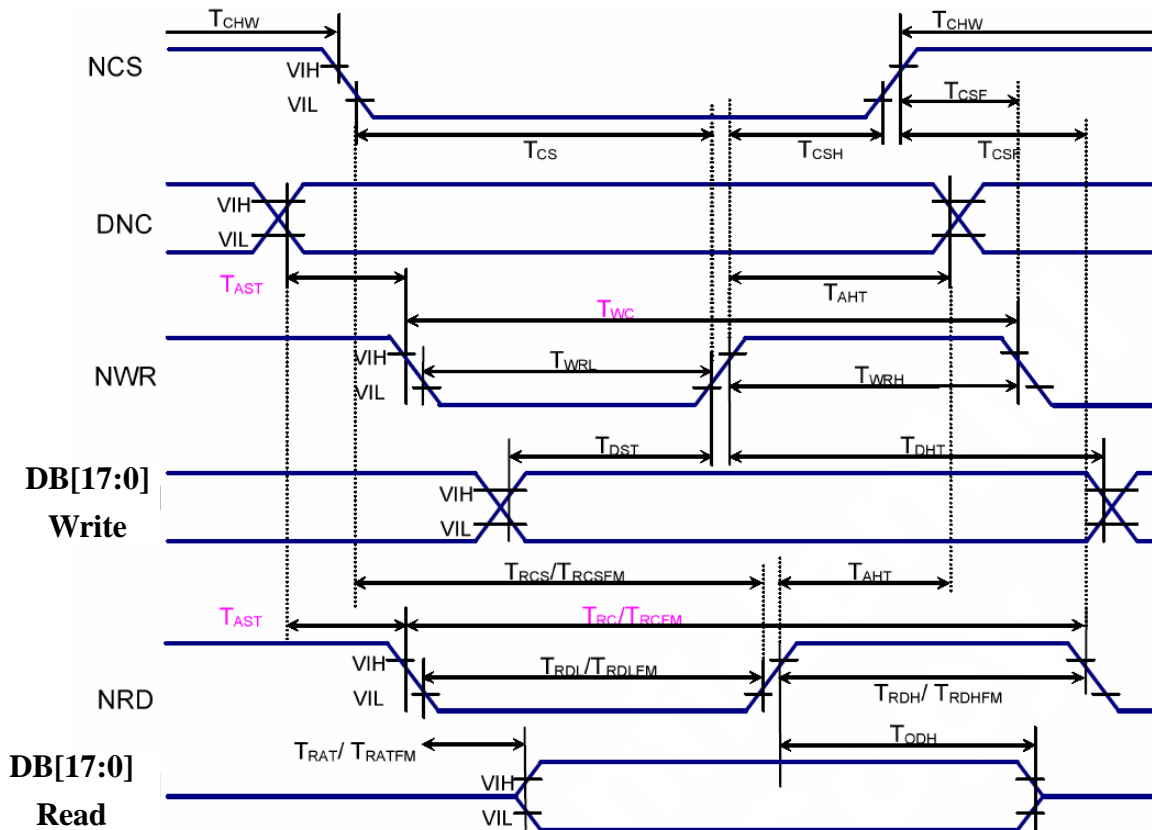 TCHW
TCHW
NCS
VIH
VIL
TCSF
TCS
TCSH
TCSF
DNC
VIH
VIL
TAST
TAHT
TWC
NWR
VIH
VIL
TWRL
TWRH
DB[17:0]
Write
TDST
TDHT
VIH
VIL
TRCS/TRCSFM
TAHT
TAST
TRC/TRCFM
NRD
VIH
VIL
TRDL/TRDLFM
TRDH/ TRDHFM
TRAT/ TRATFM
TODH
DB[17:0]
Read
VIH
VIL